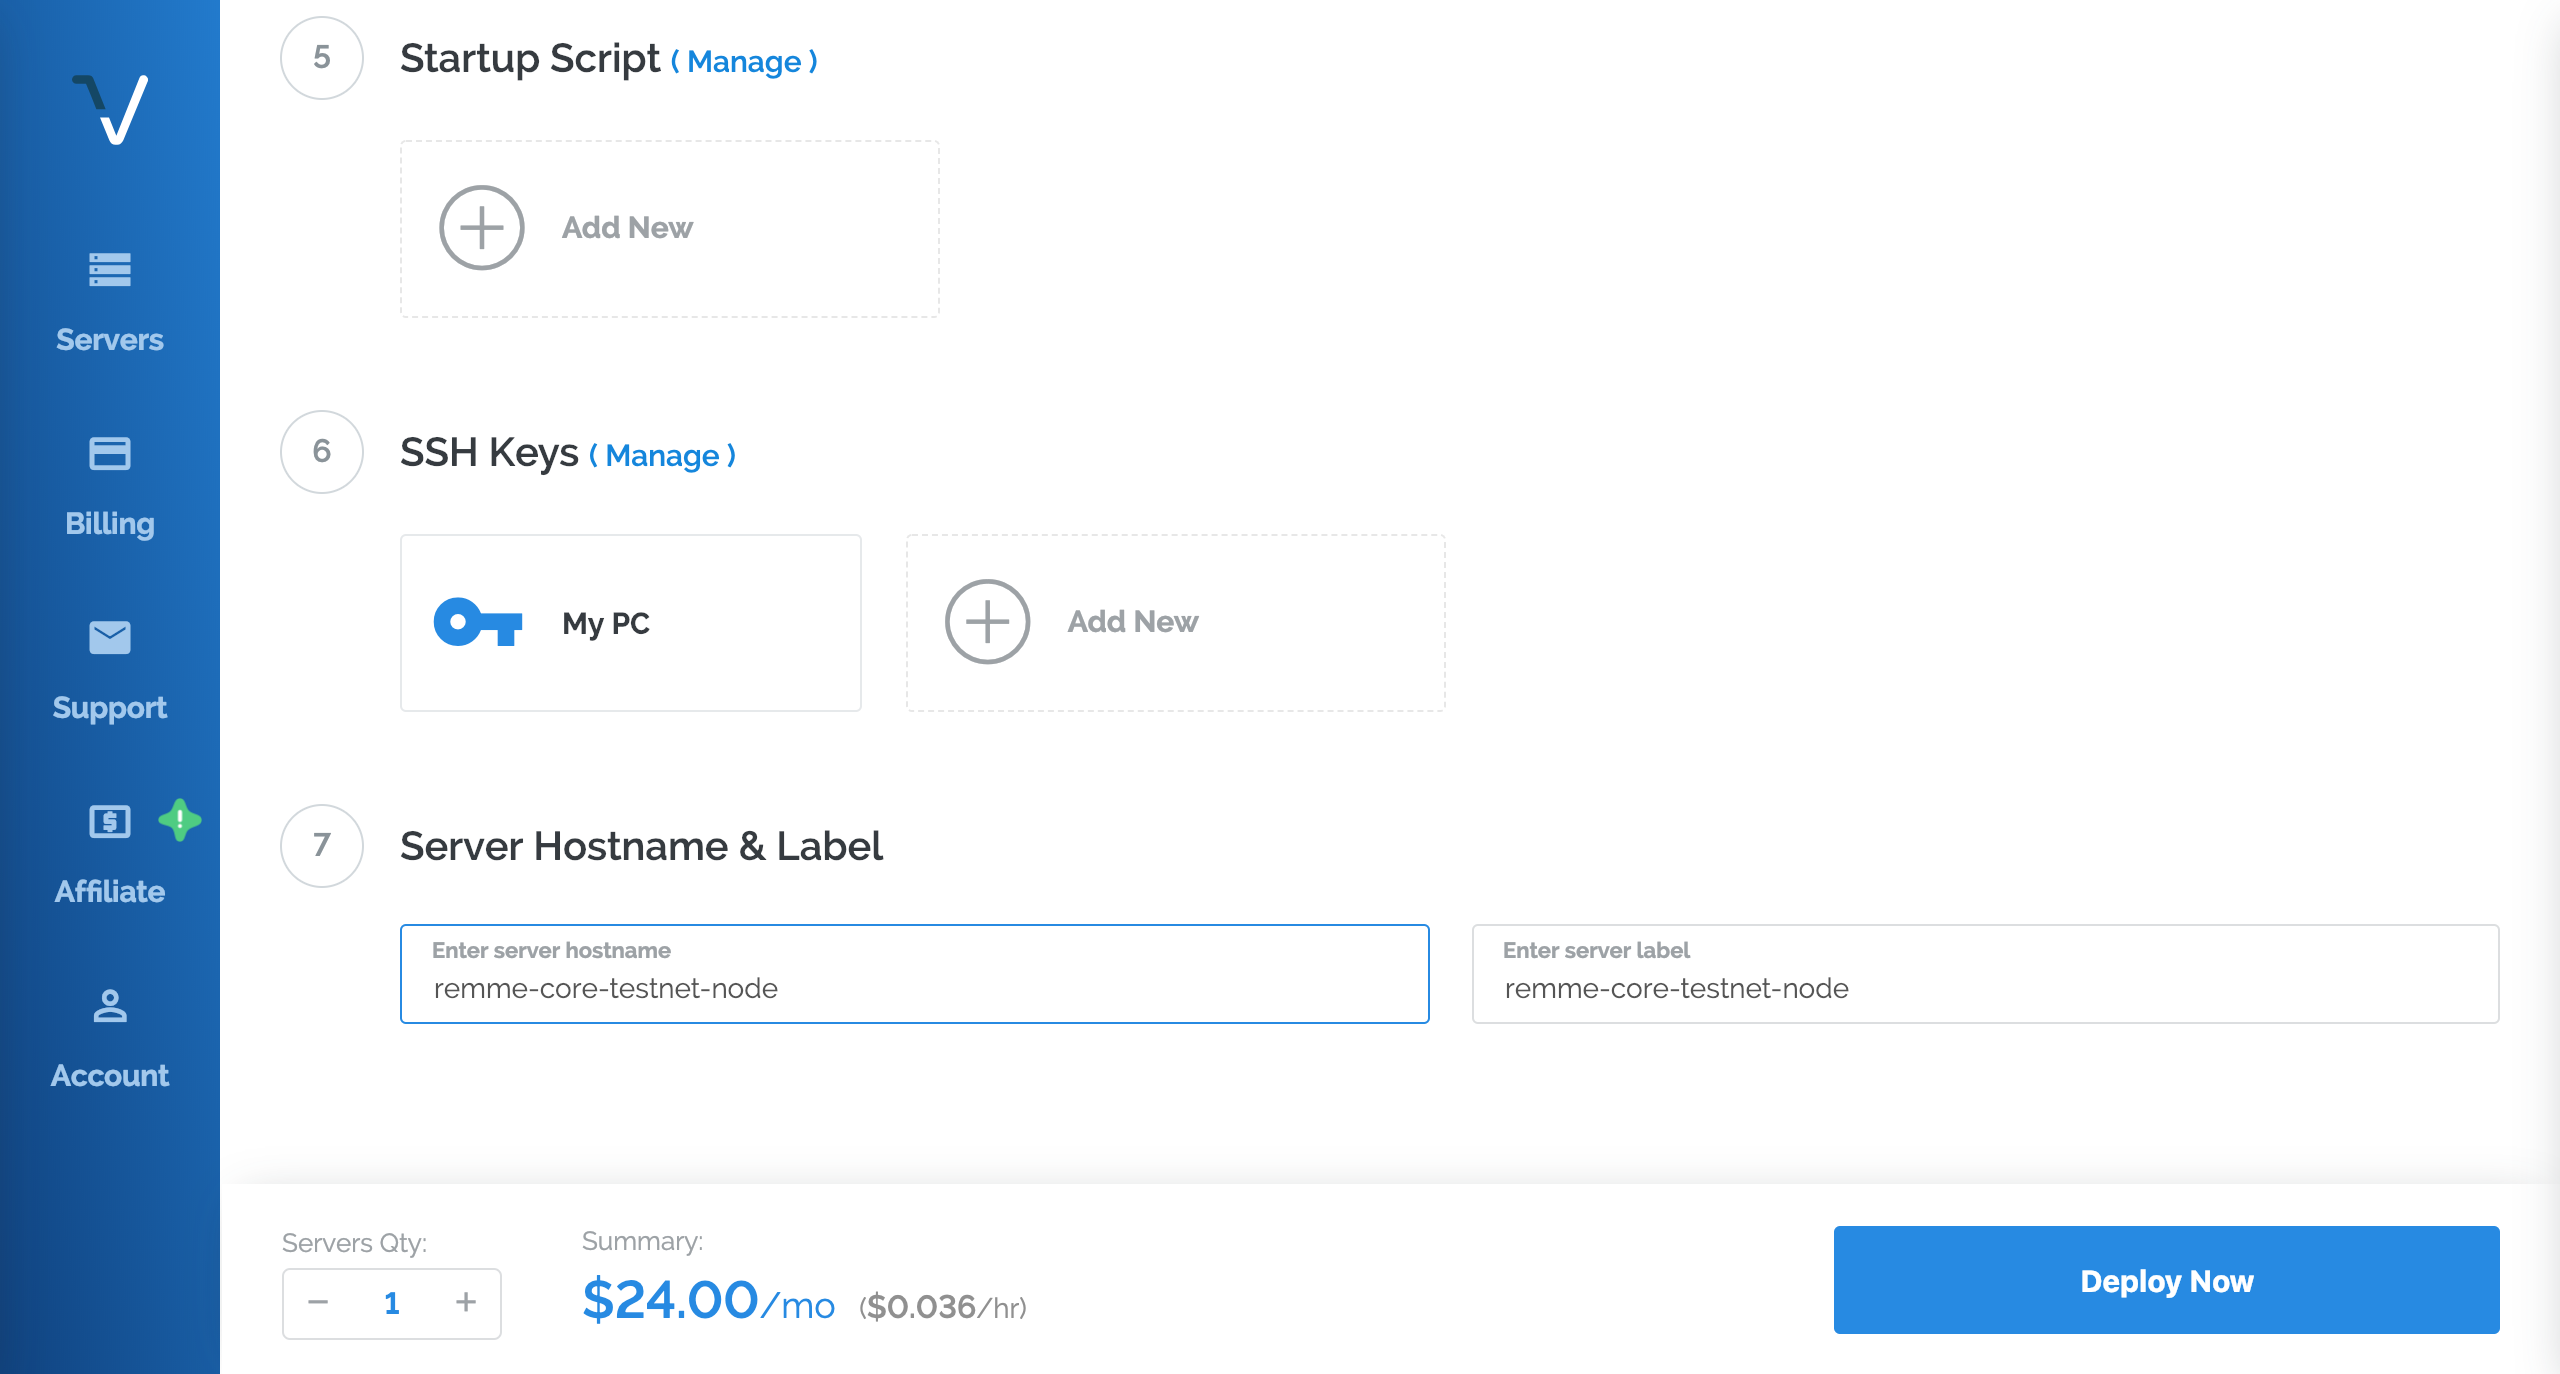 Servers
Billing
Support
Affiliate
Account
5
Startup Script ( Manage )
Add New
6
SSH Keys ( Manage )
My PC
Add New
7
Server Hostname & Label
Enter server hostname
remme-core-testnet-node
Enter server label
remme-core-testnet-node
Servers Qty:
− 1 +
Summary:
$24.00/mo ($0.036/hr)
Deploy Now